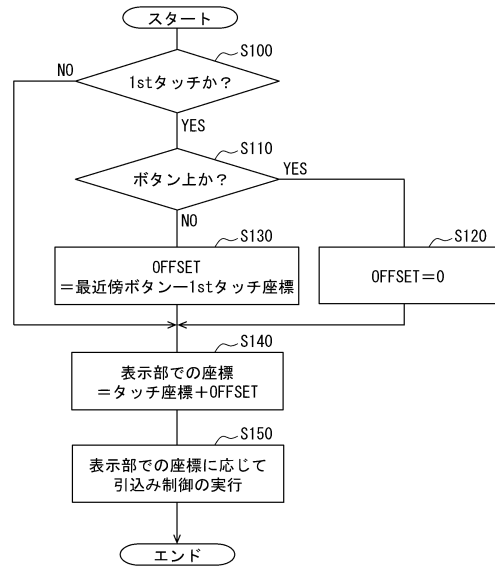 スタート
S100
1stタッチか?
NO
YES
S110
ボタン上か?
YES
NO
S130
OFFSET
=最近傍ボタンー1stタッチ座標
S120
OFFSET=0
S140
表示部での座標
=タッチ座標+OFFSET
S150
表示部での座標に応じて
引込み制御の実行
エンド